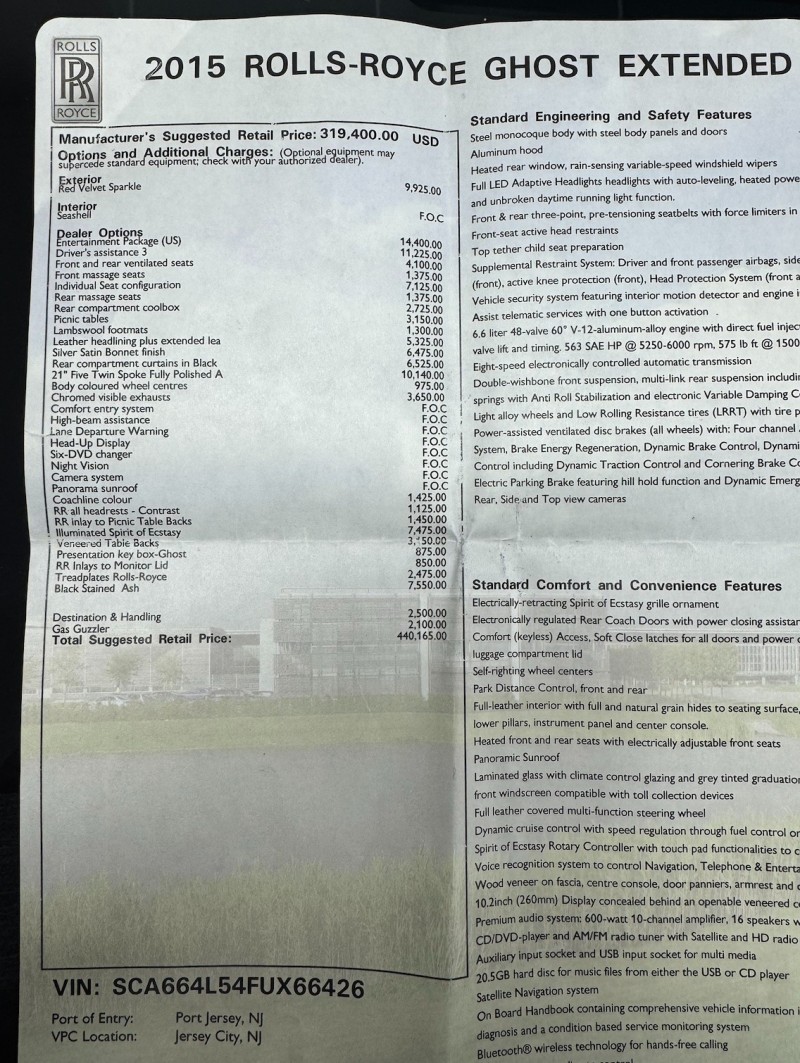 ROLLS
RR
ROYCE
2015 ROLLS-ROYCE GHOST EXTENDED
Manufacturer's Suggested Retail Price: 319,400.00 USD
Options and Additional Charges: (Optional equipment may
supercede standard equipment; check with your authorized dealer).
Exterior
Red Velvet Sparkle 9,925.00
Interior
Seashell F.O.C
Dealer Options
Entertainment Package (US) 14,400.00
Driver's assistance 3 11,225.00
Front and rear ventilated seats 4,100.00
Front massage seats 1,375.00
Individual Seat configuration 7,125.00
Rear massage seats 1,375.00
Rear compartment coolbox 2,725.00
Picnic tables 3,150.00
Lambswool footmats 1,300.00
Leather headlining plus extended lea 5,325.00
Silver Satin Bonnet finish 6,475.00
Rear compartment curtains in Black 6,525.00
21" Five Twin Spoke Fully Polished A 10,140.00
Body coloured wheel centres 975.00
Chromed visible exhausts 3,650.00
Comfort entry system F.O.C
High-beam assistance F.O.C
Lane Departure Warning F.O.C
Head-Up Display F.O.C
Six-DVD changer F.O.C
Night Vision F.O.C
Camera system F.O.C
Panorama sunroof F.O.C
Coachline colour 1,425.00
RR all headrests - Contrast 1,125.00
RR inlay to Picnic Table Backs 1,450.00
Illuminated Spirit of Ecstasy 7,475.00
Veneered Table Backs 3,150.00
Presentation key box-Ghost 875.00
RR Inlays to Monitor Lid 850.00
Treadplates Rolls-Royce 2,475.00
Black Stained Ash 7,550.00
Destination & Handling 2,500.00
Gas Guzzler 2,100.00
Total Suggested Retail Price: 440,165.00
VIN: SCA664L54FUX66426
Port of Entry: Port Jersey, NJ
VPC Location: Jersey City, NJ
Standard Engineering and Safety Features
Steel monocoque body with steel body panels and doors
Aluminum hood
Heated rear window, rain-sensing variable-speed windshield wipers
Full LED Adaptive Headlights headlights with auto-leveling, heated powe
and unbroken daytime running light function.
Front & rear three-point, pre-tensioning seatbelts with force limiters in
Front-seat active head restraints
Top tether child seat preparation
Supplemental Restraint System: Driver and front passenger airbags, side
(front), active knee protection (front), Head Protection System (front a
Vehicle security system featuring interior motion detector and engine i
Assist telematic services with one button activation .
6.6 liter 48-valve 60° V-12-aluminum-alloy engine with direct fuel injec
valve lift and timing. 563 SAE HP @ 5250-6000 rpm, 575 lb ft @ 1500
Eight-speed electronically controlled automatic transmission
Double-wishbone front suspension, multi-link rear suspension includi
springs with Anti Roll Stabilization and electronic Variable Damping C
Light alloy wheels and Low Rolling Resistance tires (LRRT) with tire p
Power-assisted ventilated disc brakes (all wheels) with: Four channel
System, Brake Energy Regeneration, Dynamic Brake Control, Dynami
Control including Dynamic Traction Control and Cornering Brake Co
Electric Parking Brake featuring hill hold function and Dynamic Emerg
Rear, Side and Top view cameras
Standard Comfort and Convenience Features
Electrically-retracting Spirit of Ecstasy grille ornament
Electronically regulated Rear Coach Doors with power closing assistar
Comfort (keyless) Access, Soft Close latches for all doors and power
luggage compartment lid
Self-righting wheel centers
Park Distance Control, front and rear
Full-leather interior with full and natural grain hides to seating surface,
lower pillars, instrument panel and center console.
Heated front and rear seats with electrically adjustable front seats
Panoramic Sunroof
Laminated glass with climate control glazing and grey tinted graduation
front windscreen compatible with toll collection devices
Full leather covered multi-function steering wheel
Dynamic cruise control with speed regulation through fuel control or
Spirit of Ecstasy Rotary Controller with touch pad functionalities to c
Voice recognition system to control Navigation, Telephone & Enterta
Wood veneer on fascia, centre console, door panniers, armrest and
10.2inch (260mm) Display concealed behind an openable veneered c
Premium audio system: 600-watt 10-channel amplifier, 16 speakers w
CD/DVD-player and AM/FM radio tuner with Satellite and HD radio
Auxiliary input socket and USB input socket for multi media
20.5GB hard disc for music files from either the USB or CD player
Satellite Navigation system
On Board Handbook containing comprehensive vehicle information i
diagnosis and a condition based service monitoring system
Bluetooth® wireless technology for hands-free calling